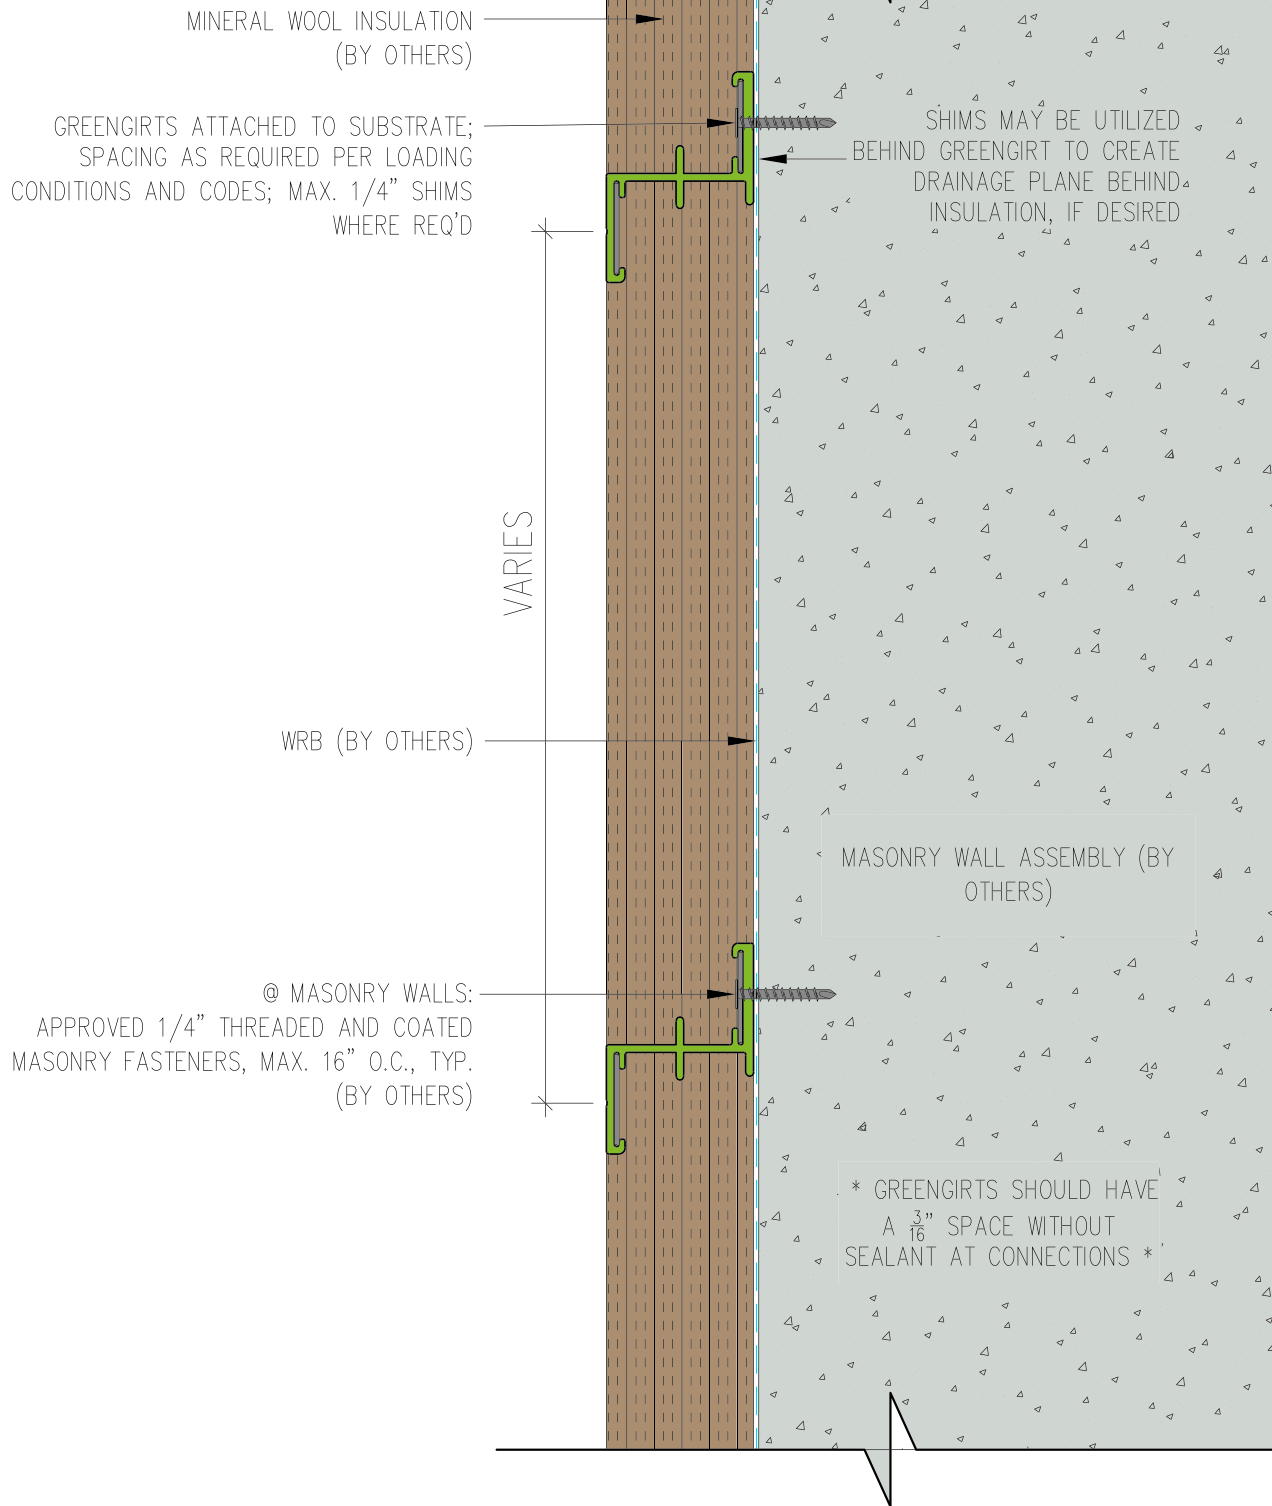 MINERAL WOOL INSULATION
(BY OTHERS)
GREENGIRTS ATTACHED TO SUBSTRATE;
SPACING AS REQUIRED PER LOADING
CONDITIONS AND CODES; MAX. 1/4" SHIMS
WHERE REQ'D
SHIMS MAY BE UTILIZED
BEHIND GREENGIRT TO CREATE
DRAINAGE PLANE BEHIND
INSULATION, IF DESIRED
VARIES
WRB (BY OTHERS)
MASONRY WALL ASSEMBLY (BY
OTHERS)
@ MASONRY WALLS:
APPROVED 1/4" THREADED AND COATED
MASONRY FASTENERS, MAX. 16" O.C., TYP.
(BY OTHERS)
* GREENGIRTS SHOULD HAVE
A 3/16" SPACE WITHOUT
SEALANT AT CONNECTIONS *